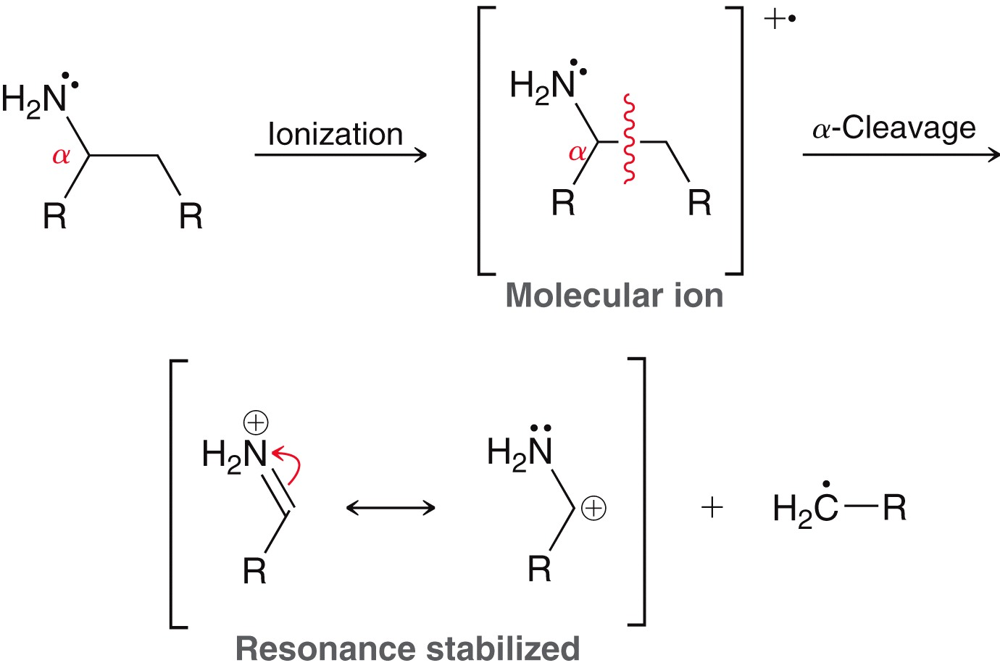 H₂N
α
R
R
Ionization
H₂N
α
R
R
+•
α-Cleavage
Molecular ion
⊕
H₂N
R
H₂N
⊕
R
+
H₂C—R
Resonance stabilized